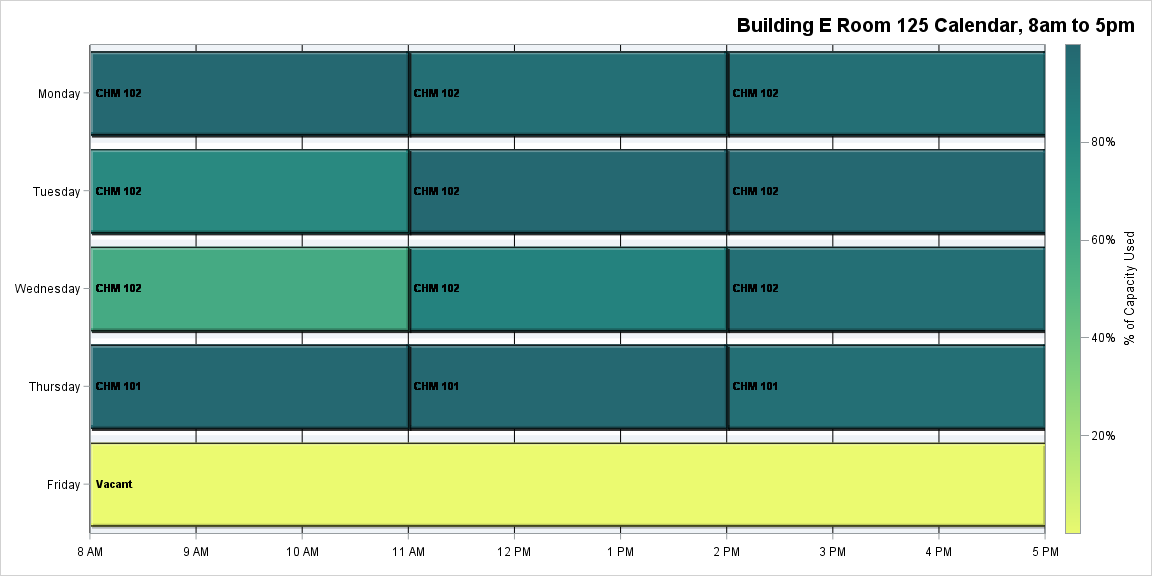 Building E Room 125 Calendar, 8am to 5pm
Monday
CHM 102
CHM 102
CHM 102
Tuesday
CHM 102
CHM 102
CHM 102
Wednesday
CHM 102
CHM 102
CHM 102
Thursday
CHM 101
CHM 101
CHM 101
Friday
Vacant
8 AM
9 AM
10 AM
11 AM
12 PM
1 PM
2 PM
3 PM
4 PM
5 PM
80%
60%
40%
20%
% of Capacity Used